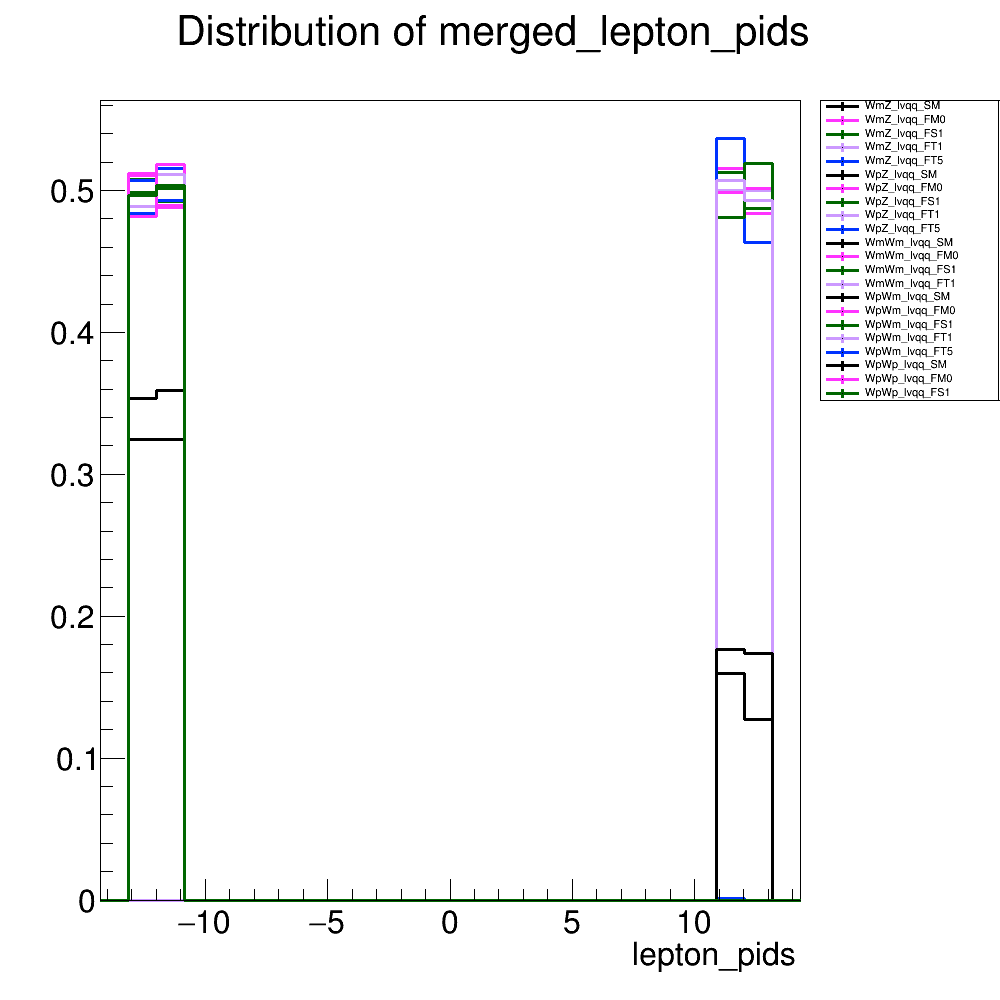 Distribution of merged_lepton_pids
WmZ_lvqq_SM
WmZ_lvqq_FM0
WmZ_lvqq_FS1
WmZ_lvqq_FT1
WmZ_lvqq_FT5
WpZ_lvqq_SM
WpZ_lvqq_FM0
WpZ_lvqq_FS1
WpZ_lvqq_FT1
WpZ_lvqq_FT5
WmWm_lvqq_SM
WmWm_lvqq_FM0
WmWm_lvqq_FS1
WmWm_lvqq_FT1
WpWm_lvqq_SM
WpWm_lvqq_FM0
WpWm_lvqq_FS1
WpWm_lvqq_FT1
WpWm_lvqq_FT5
WpWp_lvqq_SM
WpWp_lvqq_FM0
WpWp_lvqq_FS1
0.5
0.4
0.3
0.2
0.1
0
−10 −5 0 5 10
lepton_pids